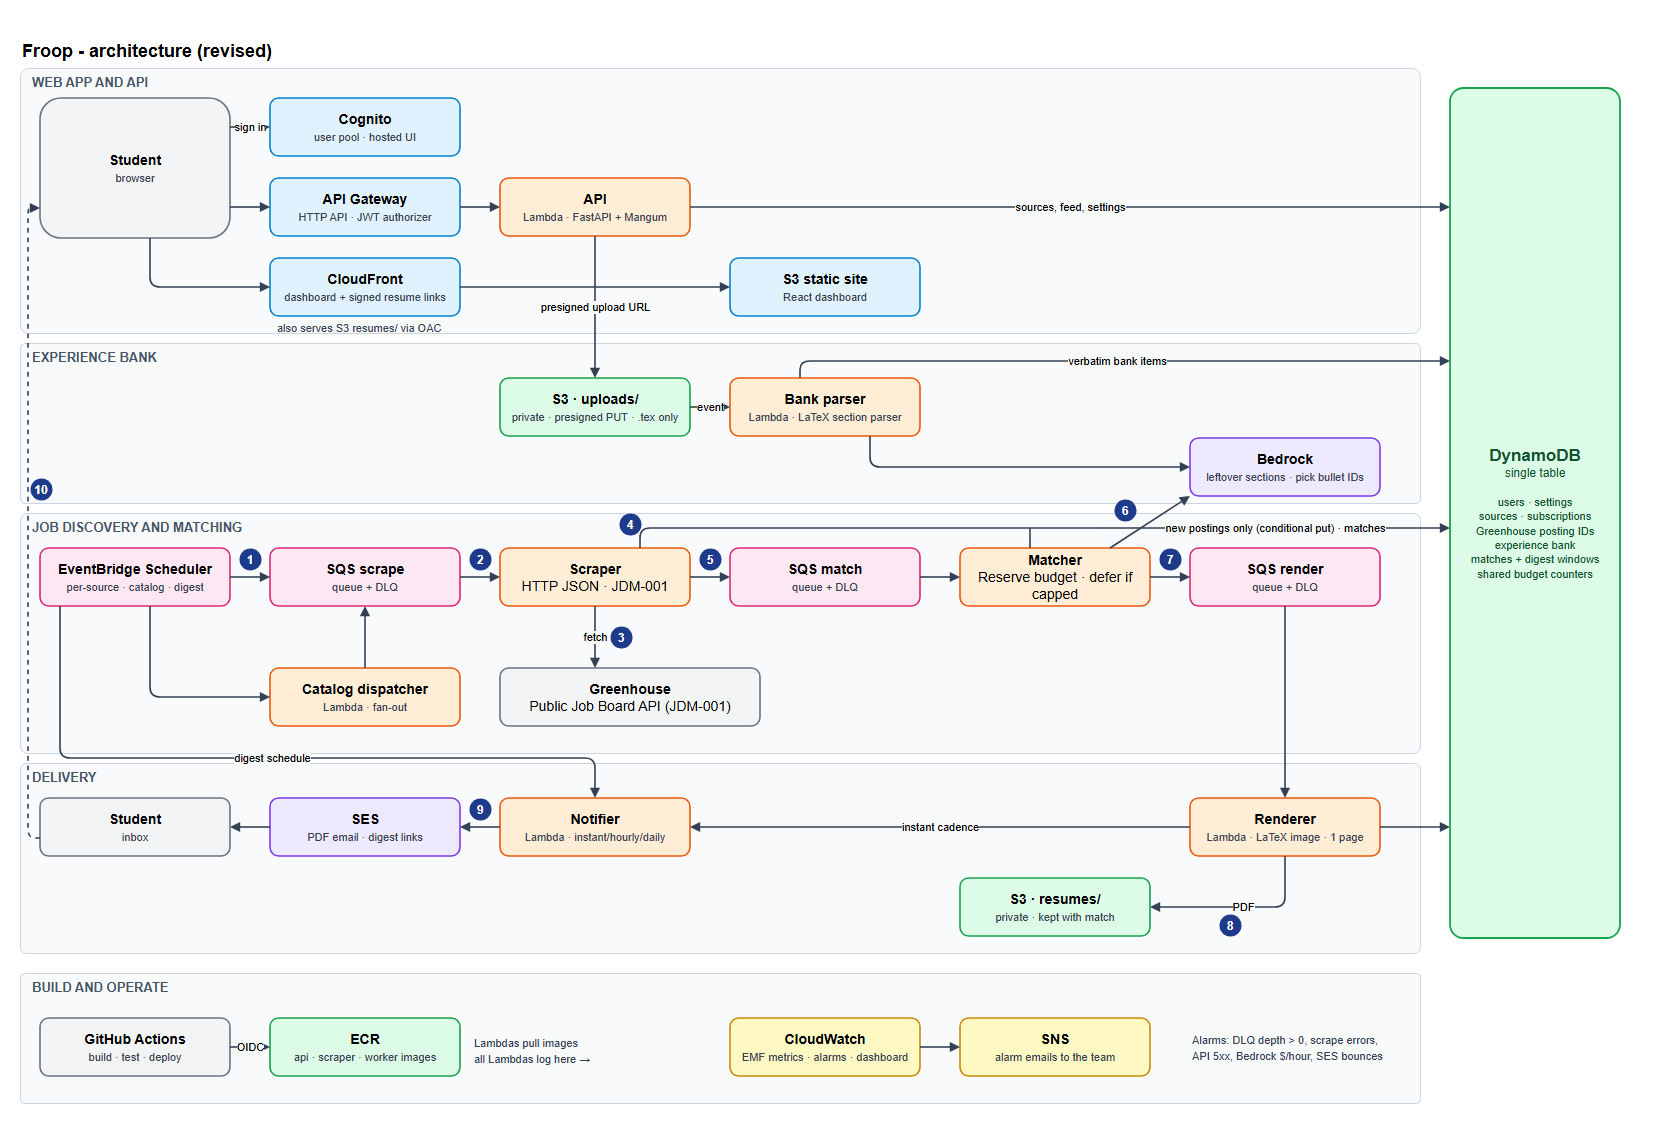 Froop - architecture (revised)
WEB APP AND API
Student
browser
sign in
Cognito
user pool · hosted UI
API Gateway
HTTP API · JWT authorizer
API
Lambda · FastAPI + Mangum
sources, feed, settings
CloudFront
dashboard + signed resume links
also serves S3 resumes/ via OAC
presigned upload URL
S3 static site
React dashboard
EXPERIENCE BANK
verbatim bank items
S3 · uploads/
private · presigned PUT · .tex only
event
Bank parser
Lambda · LaTeX section parser
Bedrock
leftover sections · pick bullet IDs
10
6
JOB DISCOVERY AND MATCHING
4
new postings only (conditional put) · matches
EventBridge Scheduler
per-source · catalog · digest
1
SQS scrape
queue + DLQ
2
Scraper
HTTP JSON · JDM-001
5
SQS match
queue + DLQ
Matcher
Reserve budget · defer if
capped
7
SQS render
queue + DLQ
fetch
3
Catalog dispatcher
Lambda · fan-out
Greenhouse
Public Job Board API (JDM-001)
digest schedule
DELIVERY
Student
inbox
SES
PDF email · digest links
9
Notifier
Lambda · instant/hourly/daily
instant cadence
Renderer
Lambda · LaTeX image · 1 page
S3 · resumes/
private · kept with match
PDF
8
DynamoDB
single table
users · settings
sources · subscriptions
Greenhouse posting IDs
experience bank
matches + digest windows
shared budget counters
BUILD AND OPERATE
GitHub Actions
build · test · deploy
OIDC
ECR
api · scraper · worker images
Lambdas pull images
all Lambdas log here →
CloudWatch
EMF metrics · alarms · dashboard
SNS
alarm emails to the team
Alarms: DLQ depth > 0, scrape errors,
API 5xx, Bedrock $/hour, SES bounces